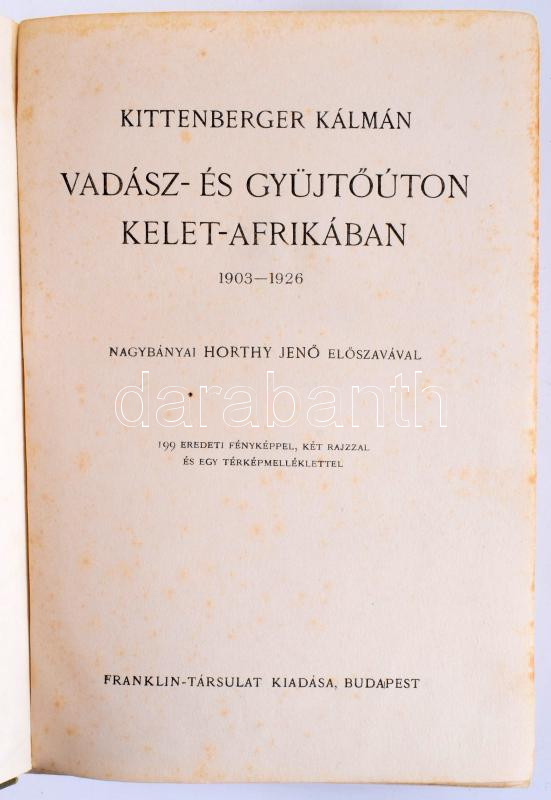 KITTENBERGER KÁLMÁN
VADÁSZ- ÉS GYÜJTŐÚTON
KELET-AFRIKÁBAN
1903—1926
NAGYBÁNYAI HORTHY JENŐ ELŐSZAVÁVAL
darabanth
199 EREDETI FÉNYKÉPPEL, KÉT RAJZZAL
ÉS EGY TÉRKÉPMELLÉKLETTEL
FRANKLIN-TÁRSULAT KIADÁSA, BUDAPEST